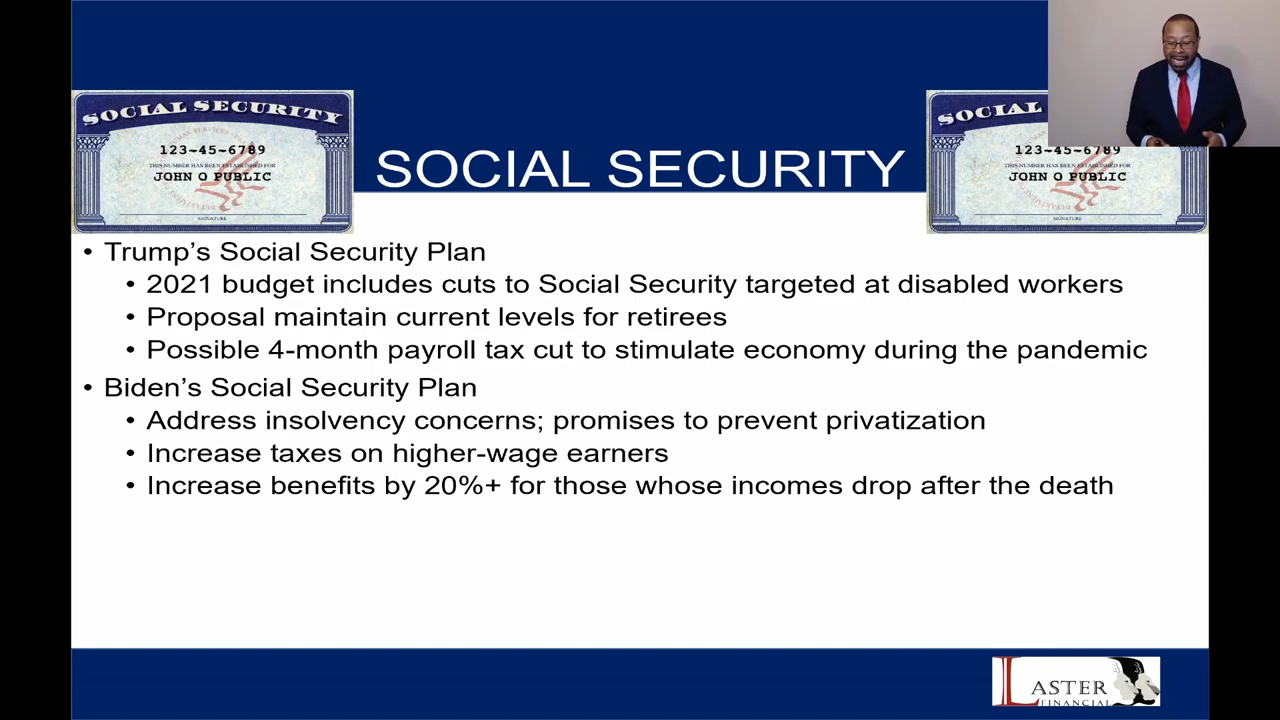 SOCIAL SECURITY
123-45-6789
THIS NUMBER HAS BEEN ESTABLISHED FOR
JOHN Q PUBLIC
SIGNATURE
SOCIAL SECURITY
SOCIAL
123-45-6789
THIS NUMBER HAS BEEN ESTABLISHED FOR
JOHN Q PUBLIC
SIGNATURE
• Trump’s Social Security Plan
• 2021 budget includes cuts to Social Security targeted at disabled workers
• Proposal maintain current levels for retirees
• Possible 4-month payroll tax cut to stimulate economy during the pandemic
• Biden’s Social Security Plan
• Address insolvency concerns; promises to prevent privatization
• Increase taxes on higher-wage earners
• Increase benefits by 20%+ for those whose incomes drop after the death
LASTER
FINANCIAL